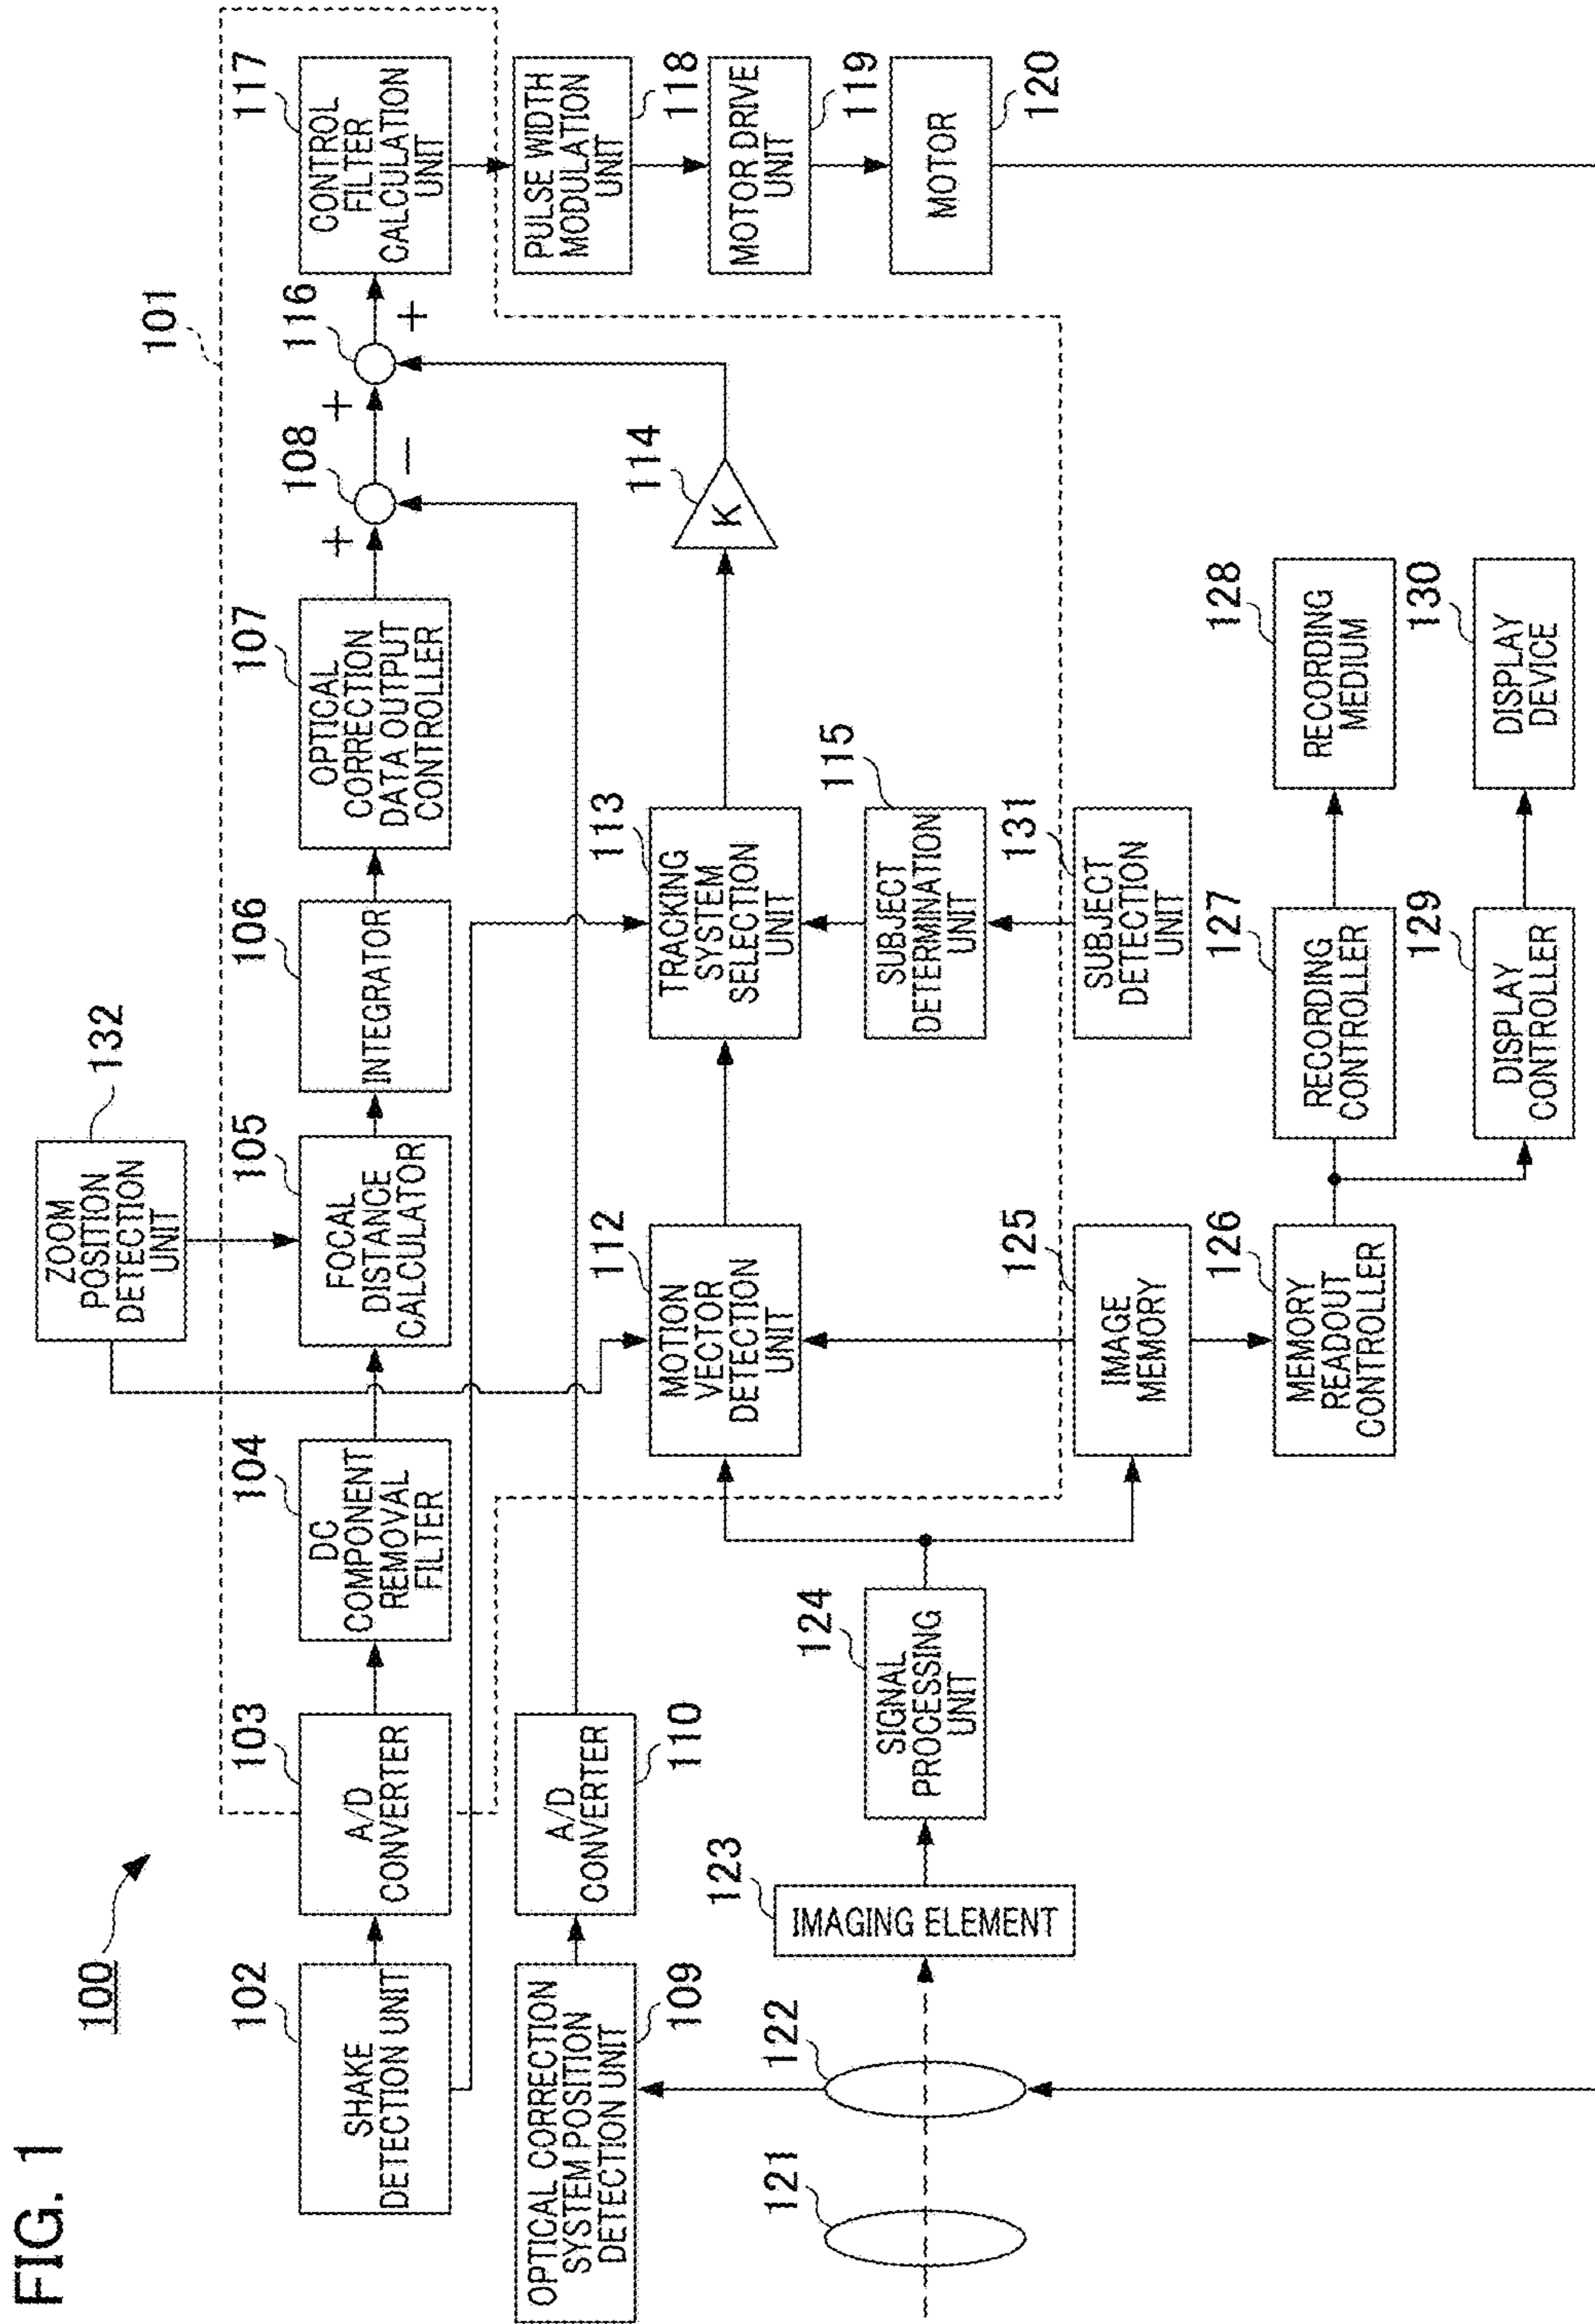 FIG. 1
100
101
132
ZOOM
POSITION
DETECTION
UNIT
102
SHAKE
DETECTION UNIT
103
A/D
CONVERTER
104
DC
COMPONENT
REMOVAL
FILTER
105
FOCAL
DISTANCE
CALCULATOR
106
INTEGRATOR
107
OPTICAL
CORRECTION
DATA OUTPUT
CONTROLLER
+
108
−
+
116
+
117
CONTROL
FILTER
CALCULATION
UNIT
OPTICAL CORRECTION
SYSTEM POSITION
DETECTION UNIT
109
A/D
CONVERTER
110
PULSE WIDTH
MODULATION
UNIT
118
MOTOR DRIVE
UNIT
119
MOTOR
120
112
MOTION
VECTOR
DETECTION
UNIT
113
TRACKING
SYSTEM
SELECTION
UNIT
114
K
115
SUBJECT
DETERMINATION
UNIT
131
SUBJECT
DETECTION
UNIT
121
122
123
IMAGING ELEMENT
124
SIGNAL
PROCESSING
UNIT
125
IMAGE
MEMORY
126
MEMORY
READOUT
CONTROLLER
127
RECORDING
CONTROLLER
128
RECORDING
MEDIUM
129
DISPLAY
CONTROLLER
130
DISPLAY
DEVICE